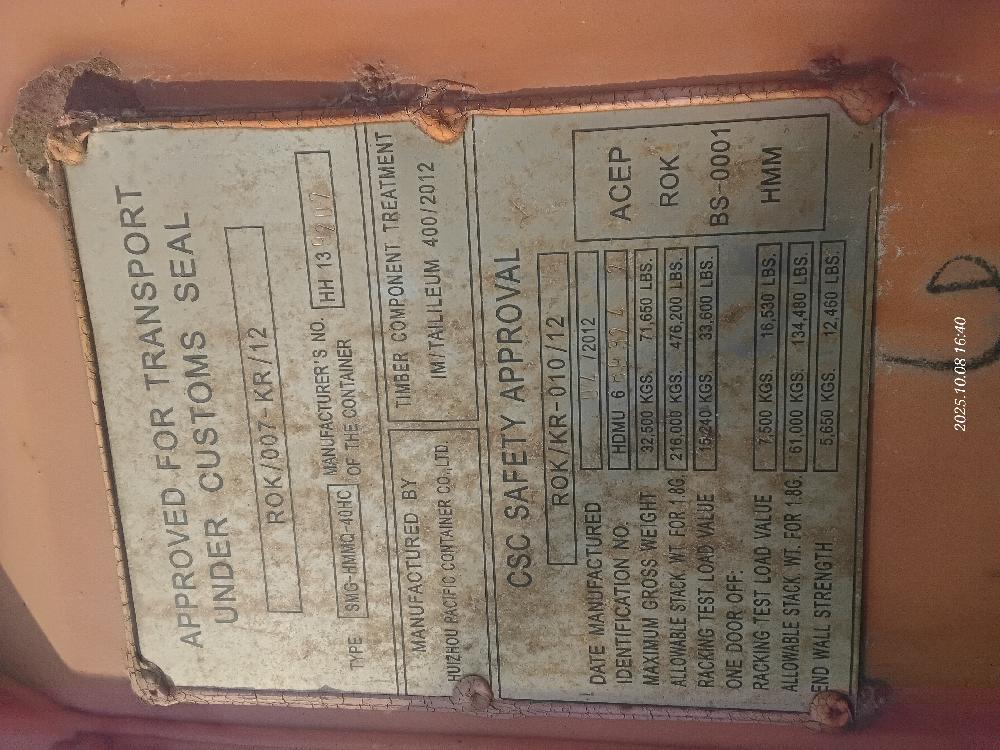 APPROVED FOR TRANSPORT
UNDER CUSTOMS SEAL
ROK/007-KR/12
TYPE SMG-HMMQ-40HC MANUFACTURER'S NO. OF THE CONTAINER HH 13
MANUFACTURED BY
HUIZHOU PACIFIC CONTAINER CO.,LTD.
TIMBER COMPONENT TREATMENT
IM/TAILILEUM 400/2012
CSC SAFETY APPROVAL
ROK/KR-010/12
DATE MANUFACTURED /2012
IDENTIFICATION NO. HDMU 6
MAXIMUM GROSS WEIGHT 32,500 KGS. 71,650 LBS.
ALLOWABLE STACK. WT. FOR 1.8G. 216,000 KGS. 476,200 LBS.
RACKING TEST LOAD VALUE 15,240 KGS. 33,600 LBS.
ONE DOOR OFF:
RACKING TEST LOAD VALUE 7,500 KGS. 16,530 LBS.
ALLOWABLE STACK. WT. FOR 1.8G. 61,000 KGS. 134,480 LBS.
END WALL STRENGTH 5,650 KGS. 12,460 LBS.
ACEP
ROK
BS-0001
HMM
2025.10.08 16:40